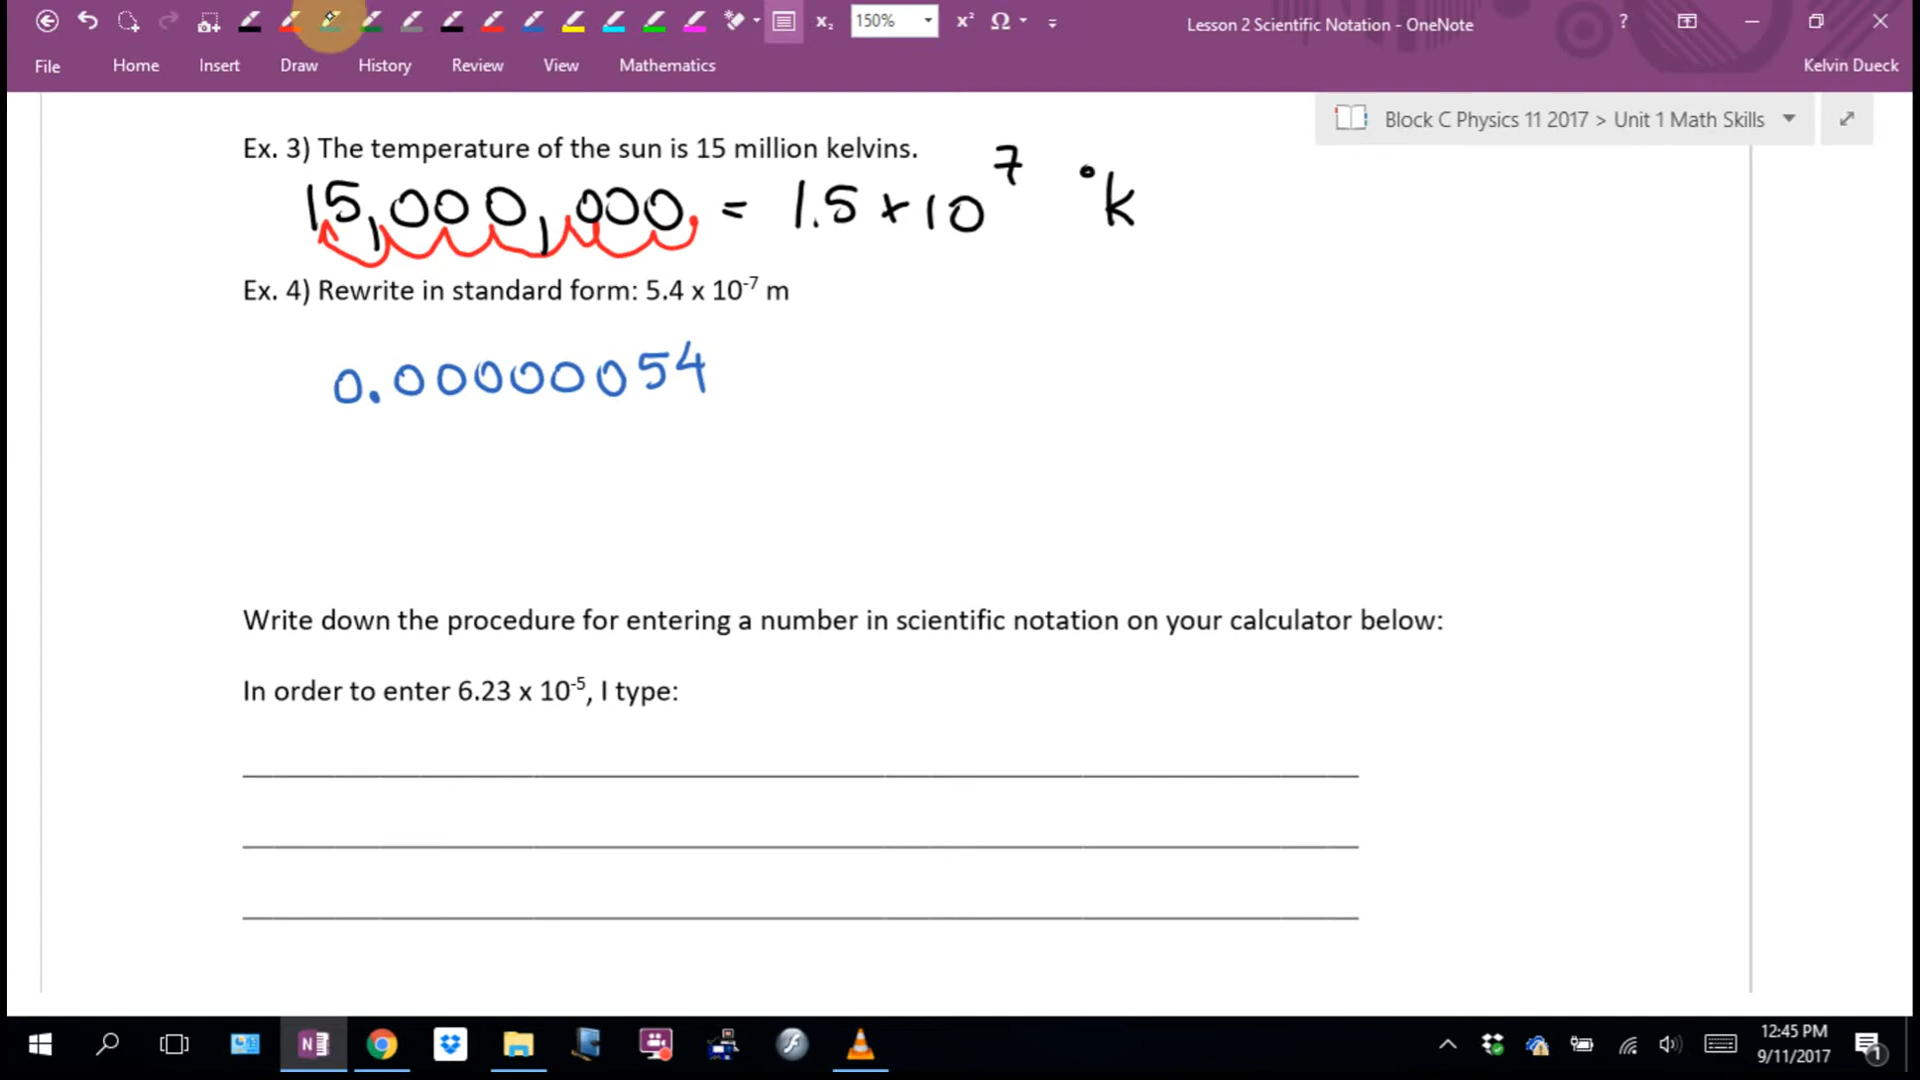 150%
Lesson 2 Scientific Notation - OneNote
File Home Insert Draw History Review View Mathematics
Kelvin Dueck
Block C Physics 11 2017 > Unit 1 Math Skills
Ex. 3) The temperature of the sun is 15 million kelvins.
15,000,000. = 1.5 × 10⁷ °K
Ex. 4) Rewrite in standard form: 5.4 x 10⁻⁷ m
0.00000054
Write down the procedure for entering a number in scientific notation on your calculator below:
In order to enter 6.23 x 10⁻⁵, I type:
12:45 PM
9/11/2017